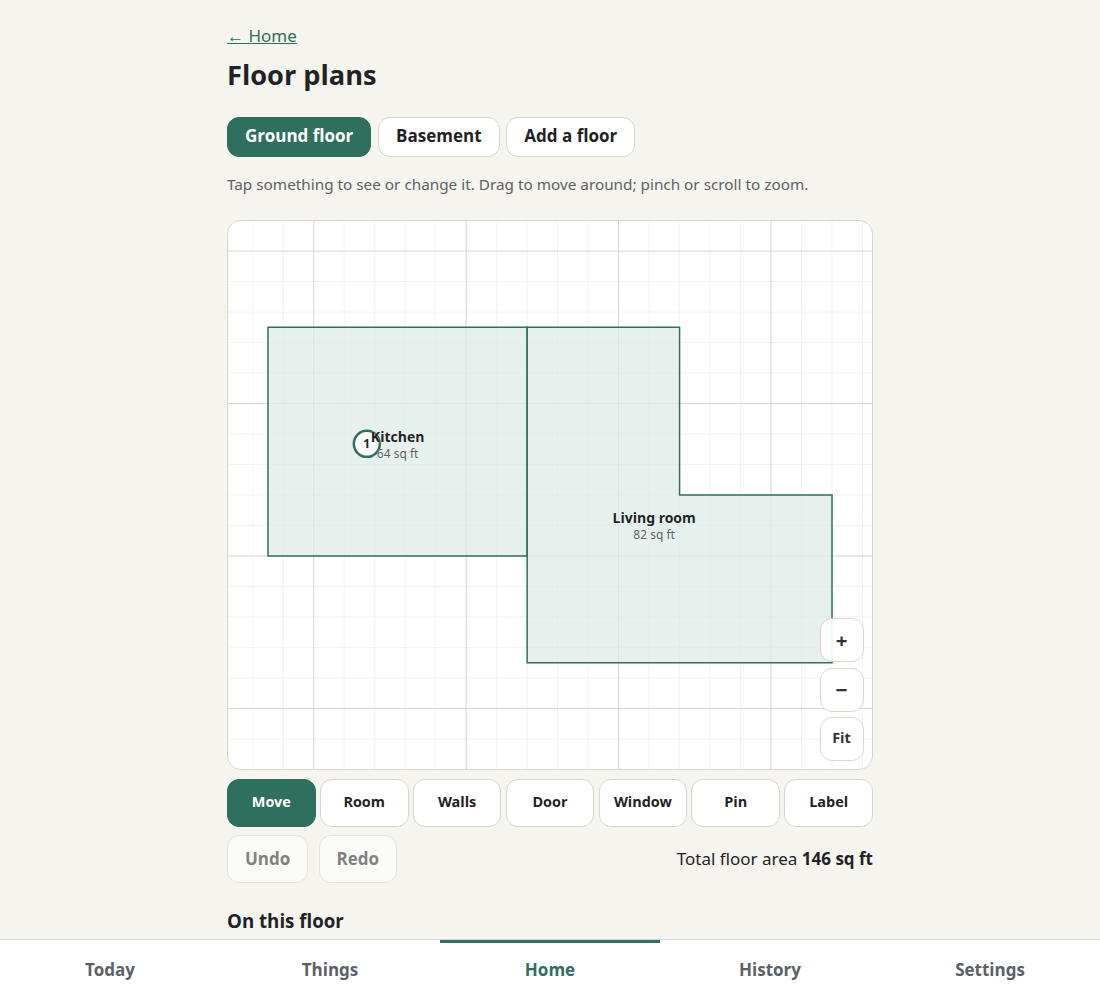 ← Home
Floor plans
Ground floor Basement Add a floor
Tap something to see or change it. Drag to move around; pinch or scroll to zoom.
1 Kitchen
64 sq ft
Living room
82 sq ft
+
−
Fit
Move Room Walls Door Window Pin Label
Undo Redo Total floor area 146 sq ft
On this floor
Today Things Home History Settings